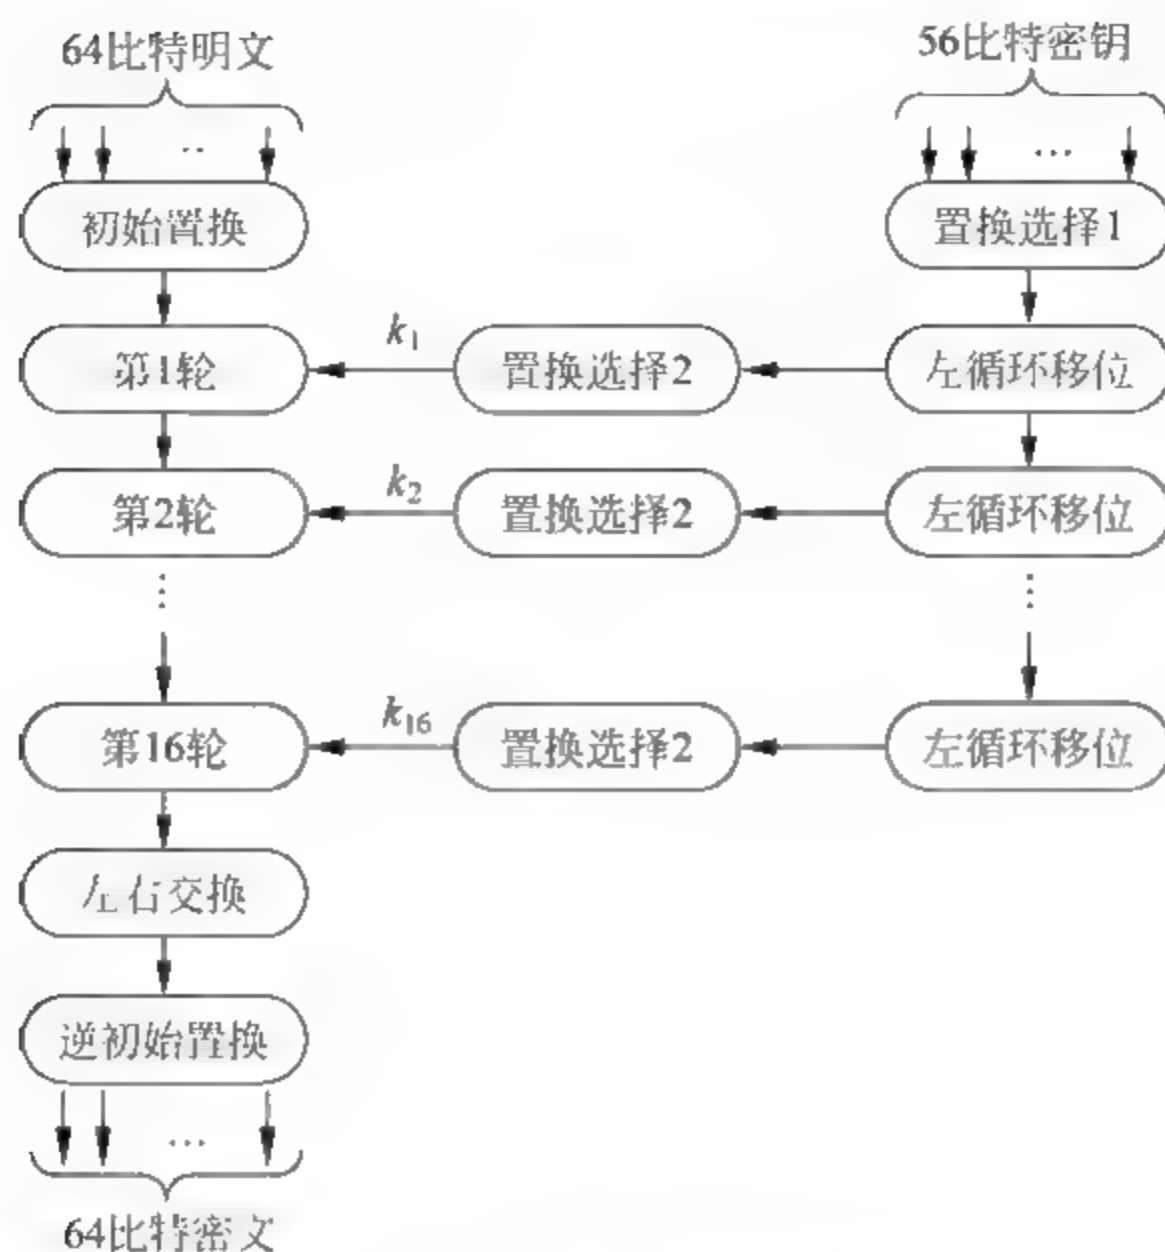 64比特明文
56比特密钥
初始置换
置换选择1
第1轮
k₁
置换选择2
左循环移位
第2轮
k₂
置换选择2
左循环移位
第16轮
k₁₆
置换选择2
左循环移位
左右交换
逆初始置换
64比特密文